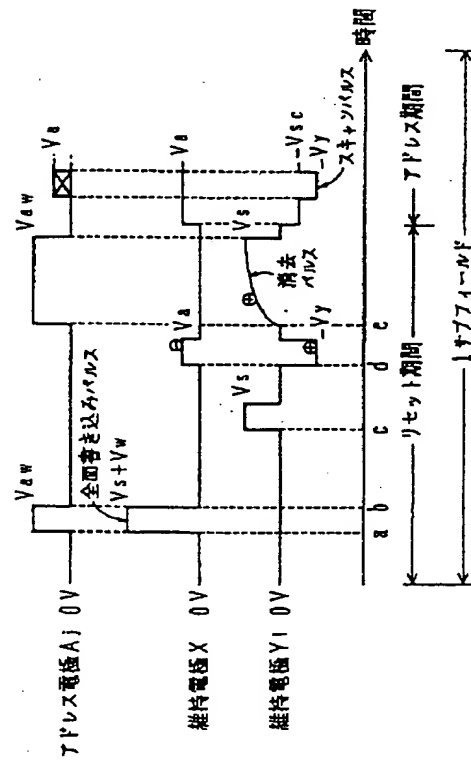 アドレス電極Aj 0V
Vaw
全面書き込みパルス
Vaw
Va
維持電極X 0V
Vs+Vw
Va
Va
維持電極Yi 0V
Vs
⊕
⊕
-Vy
Vs
消去
パルス
-Vsc
-Vy
スキャンパルス
時間
a b c d e
リセット期間
アドレス期間
1サブフィールド